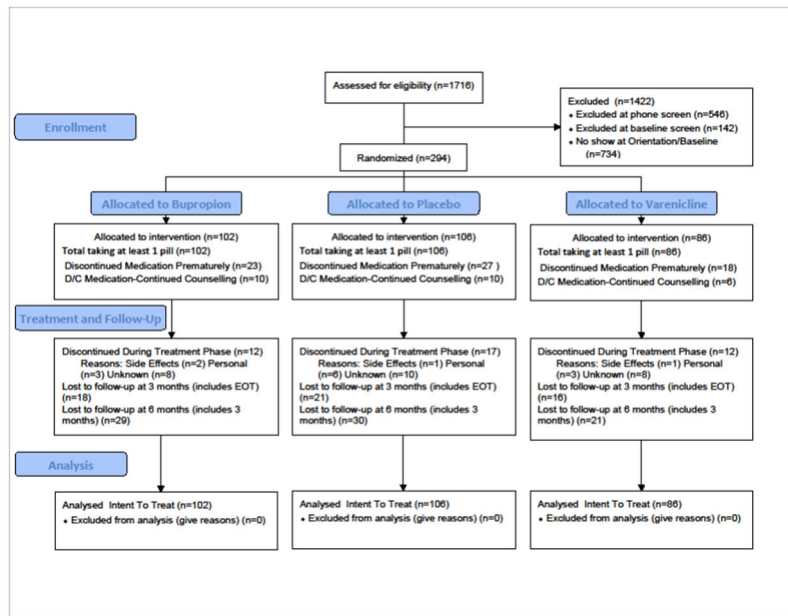 Assessed for eligibility (n=1716)
Excluded (n=1422)
• Excluded at phone screen (n=546)
• Excluded at baseline screen (n=142)
• No show at Orientation/Baseline
(n=734)
Enrollment
Randomized (n=294)
Allocated to Bupropion
Allocated to Placebo
Allocated to Varenicline
Allocated to intervention (n=102)
Total taking at least 1 pill (n=102)
Discontinued Medication Prematurely (n=23)
D/C Medication-Continued Counselling (n=10)
Allocated to intervention (n=106)
Total taking at least 1 pill (n=106)
Discontinued Medication Prematurely (n=27 )
D/C Medication-Continued Counselling (n=10)
Allocated to intervention (n=86)
Total taking at least 1 pill (n=86)
Discontinued Medication Prematurely (n=18)
D/C Medication-Continued Counselling (n=6)
Treatment and Follow-Up
Discontinued During Treatment Phase (n=12)
Reasons: Side Effects (n=2) Personal
(n=3) Unknown (n=8)
Lost to follow-up at 3 months (includes EOT)
(n=18)
Lost to follow-up at 6 months (includes 3
months) (n=29)
Discontinued During Treatment Phase (n=17)
Reasons: Side Effects (n=1) Personal
(n=6) Unknown (n=10)
Lost to follow-up at 3 months (includes EOT)
(n=21)
Lost to follow-up at 6 months (includes 3
months) (n=30)
Discontinued During Treatment Phase (n=12)
Reasons: Side Effects (n=1) Personal
(n=3) Unknown (n=8)
Lost to follow-up at 3 months (includes EOT)
(n=16)
Lost to follow-up at 6 months (includes 3
months) (n=21)
Analysis
Analysed Intent To Treat (n=102)
• Excluded from analysis (give reasons) (n=0)
Analysed Intent To Treat (n=106)
• Excluded from analysis (give reasons) (n=0)
Analysed Intent To Treat (n=86)
• Excluded from analysis (give reasons) (n=0)